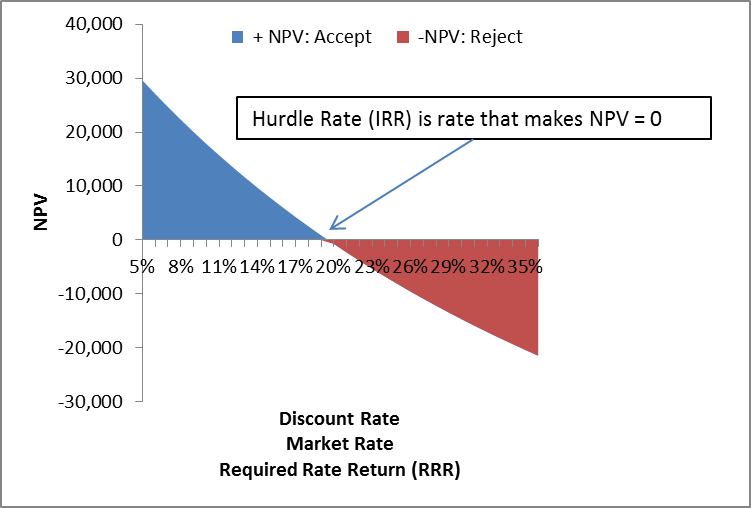 40,000
+ NPV: Accept
-NPV: Reject
30,000
Hurdle Rate (IRR) is rate that makes NPV = 0
20,000
10,000
NPV
0
5% 8% 11% 14% 17% 20% 23% 26% 29% 32% 35%
-10,000
-20,000
-30,000
Discount Rate
Market Rate
Required Rate Return (RRR)